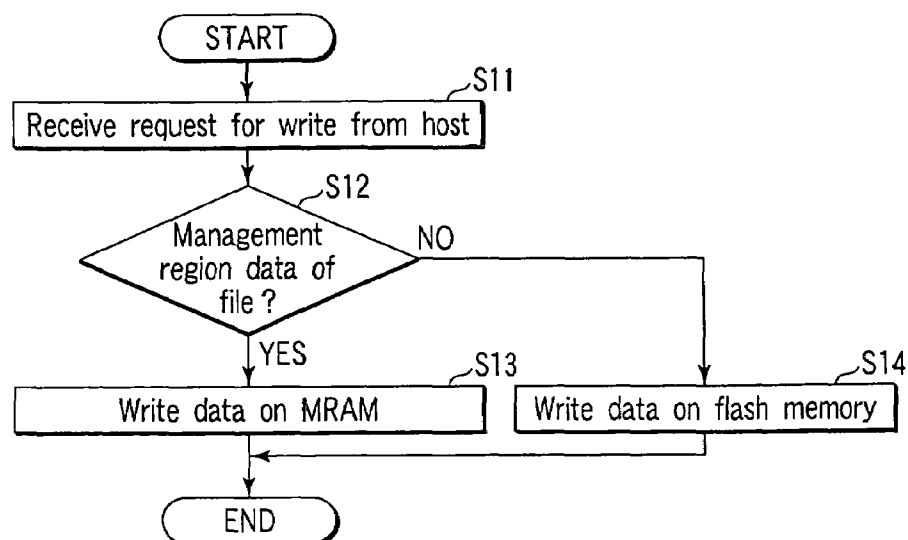 START
S11
Receive request for write from host
S12
Management
region data of
file ?
NO
YES
S13
Write data on MRAM
S14
Write data on flash memory
END